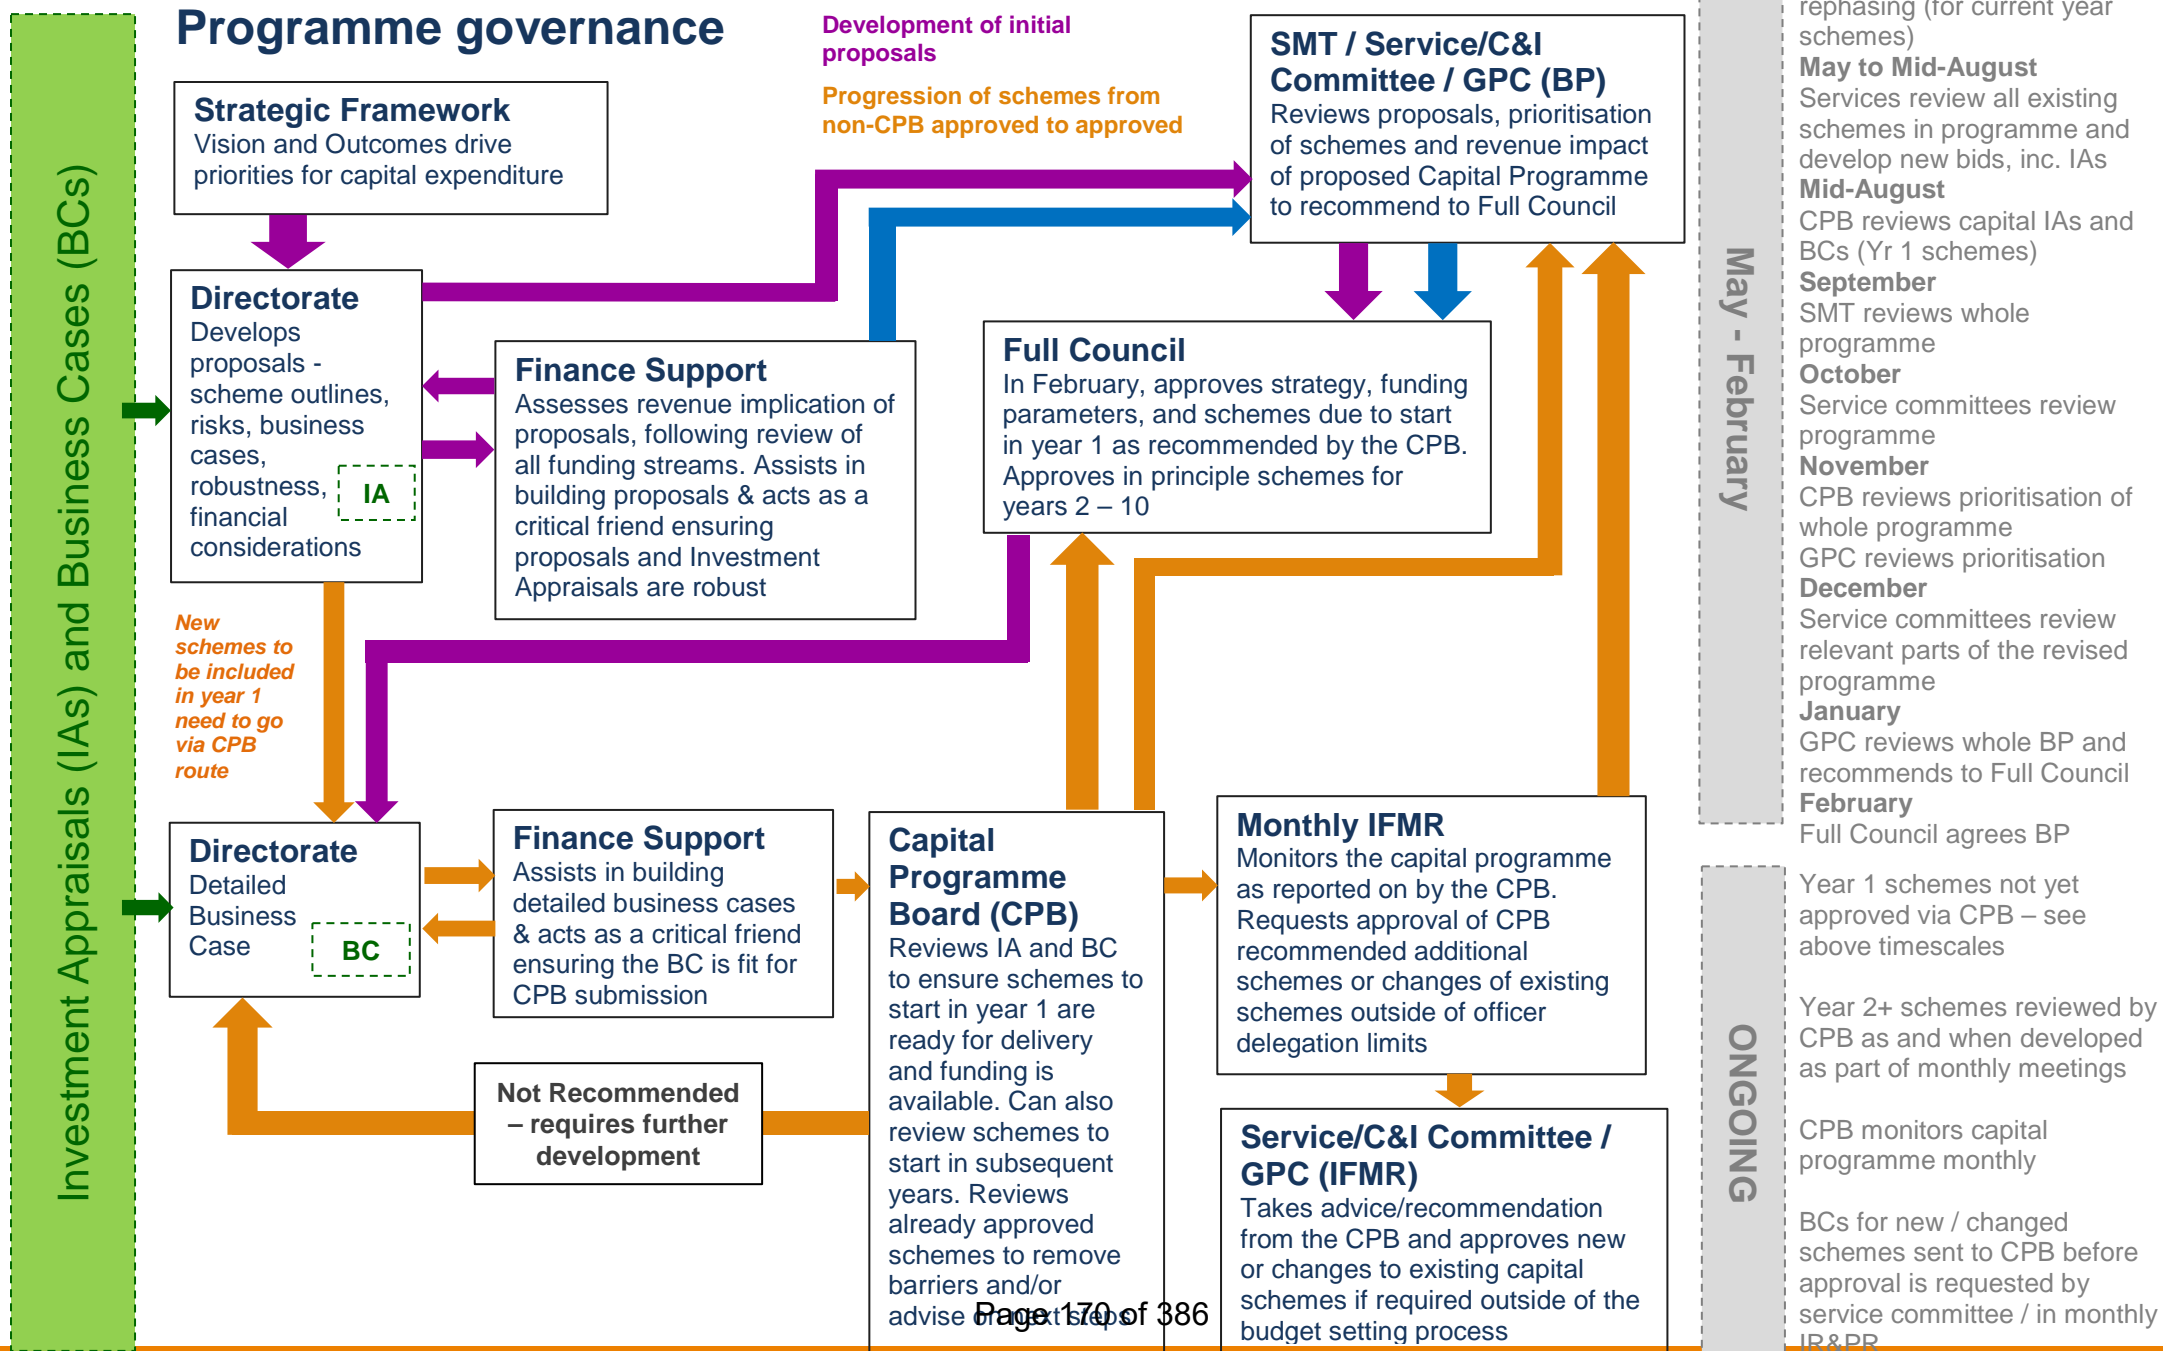 Programme governance
Development of initial
proposals
Progression of schemes from
non-CPB approved to approved
Investment Appraisals (IAs) and Business Cases (BCs)
Strategic Framework
Vision and Outcomes drive
priorities for capital expenditure
SMT / Service/C&I
Committee / GPC (BP)
Reviews proposals, prioritisation
of schemes and revenue impact
of proposed Capital Programme
to recommend to Full Council
Directorate
Develops
proposals -
scheme outlines,
risks, business
cases,
robustness,
financial
considerations
IA
Finance Support
Assesses revenue implication of
proposals, following review of
all funding streams. Assists in
building proposals & acts as a
critical friend ensuring
proposals and Investment
Appraisals are robust
Full Council
In February, approves strategy, funding
parameters, and schemes due to start
in year 1 as recommended by the CPB.
Approves in principle schemes for
years 2 – 10
New
schemes to
be included
in year 1
need to go
via CPB
route
Directorate
Detailed
Business
Case
BC
Finance Support
Assists in building
detailed business cases
& acts as a critical friend
ensuring the BC is fit for
CPB submission
Not Recommended
– requires further
development
Capital
Programme
Board (CPB)
Reviews IA and BC
to ensure schemes to
start in year 1 are
ready for delivery
and funding is
available. Can also
review schemes to
start in subsequent
years. Reviews
already approved
schemes to remove
barriers and/or
advise on next steps
Monthly IFMR
Monitors the capital programme
as reported on by the CPB.
Requests approval of CPB
recommended additional
schemes or changes of existing
schemes outside of officer
delegation limits
Service/C&I Committee /
GPC (IFMR)
Takes advice/recommendation
from the CPB and approves new
or changes to existing capital
schemes if required outside of the
budget setting process
May - February
rephasing (for current year
schemes)
May to Mid-August
Services review all existing
schemes in programme and
develop new bids, inc. IAs
Mid-August
CPB reviews capital IAs and
BCs (Yr 1 schemes)
September
SMT reviews whole
programme
October
Service committees review
programme
November
CPB reviews prioritisation of
whole programme
GPC reviews prioritisation
December
Service committees review
relevant parts of the revised
programme
January
GPC reviews whole BP and
recommends to Full Council
February
Full Council agrees BP
ONGOING
Year 1 schemes not yet
approved via CPB – see
above timescales
Year 2+ schemes reviewed by
CPB as and when developed
as part of monthly meetings
CPB monitors capital
programme monthly
BCs for new / changed
schemes sent to CPB before
approval is requested by
service committee / in monthly
IR&PR
Page 170 of 386